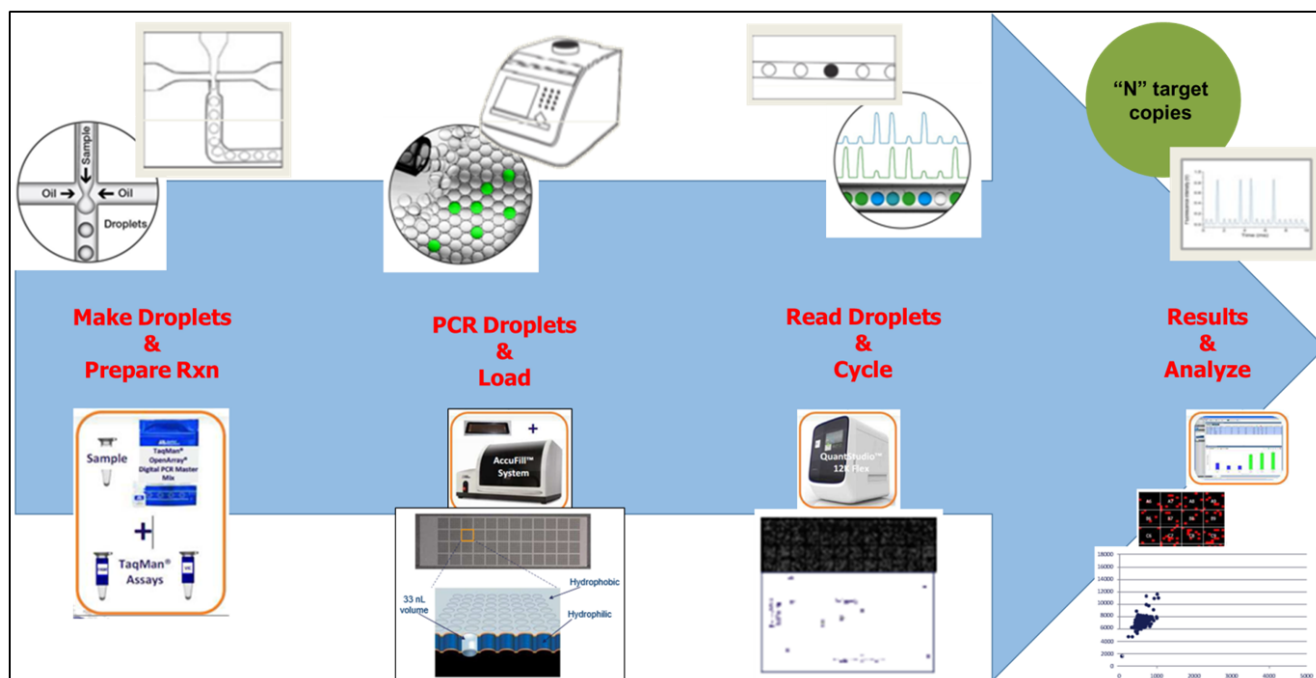 "N" target
copies
Sample
Oil
Oil
Droplets
Make Droplets
&
Prepare Rxn
PCR Droplets
&
Load
Read Droplets
&
Cycle
Results
&
Analyze
Sample
TaqMan®
OpenArray®
Digital PCR Master
Mix
+
TaqMan®
Assays
+
AccuFill™
System
QuantStudio™
12K Flex
33 nL
volume
Hydrophobic
Hydrophilic
18000
16000
14000
12000
10000
8000
6000
4000
2000
0
0
1000
2000
3000
4000
5000